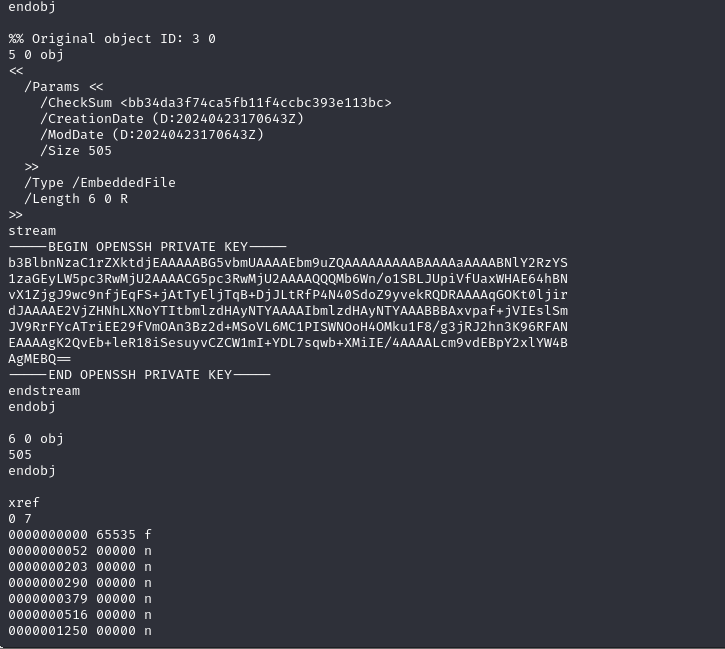 endobj
%% Original object ID: 3 0
5 0 obj
<<
/Params <<
/CheckSum <bb34da3f74ca5fb11f4ccbc393e113bc>
/CreationDate (D:20240423170643Z)
/ModDate (D:20240423170643Z)
/Size 505
>>
/Type /EmbeddedFile
/Length 6 0 R
>>
stream
-----BEGIN OPENSSH PRIVATE KEY-----
b3BlbnNzaC1rZXktdjEAAAAABG5vbmUAAAAEbm9uZQAAAAAAAAABAAAAaAAAABNlY2RzYS
1zaGEyLW5pc3RwMjU2AAAACG5pc3RwMjU2AAAAQQQMb6Wn/o1SBLJUpiVfUaxWHAE64hBN
vX1ZjgJ9wc9nfjEqFS+jAtTyEljTqB+DjJLtRfP4N40SdoZ9yvekRQDRAAAAqGOKt0ljir
dJAAAAE2VjZHNhLXNoYTItbmlzdHAyNTYAAAAIbmlzdHAyNTYAAABBBAxvpaf+jVIEslSm
JV9RrFYcATriEE29fVmOAn3Bz2d+MSoVL6MC1PISWNOoH4OMku1F8/g3jRJ2hn3K96RFAN
EAAAAgK2QvEb+leR18iSesuyvCZCW1mI+YDL7sqwb+XMiIE/4AAAALcm9vdEBpY2xlYW4B
AgMEBQ==
-----END OPENSSH PRIVATE KEY-----
endstream
endobj
6 0 obj
505
endobj
xref
0 7
0000000000 65535 f
0000000052 00000 n
0000000203 00000 n
0000000290 00000 n
0000000379 00000 n
0000000516 00000 n
0000001250 00000 n